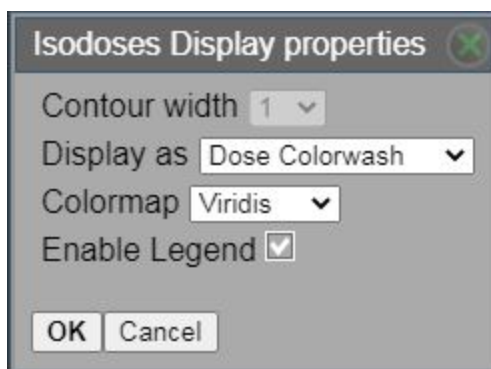 Isodoses Display properties
Contour width 1
Display as Dose Colorwash
Colormap Viridis
Enable Legend
OK Cancel